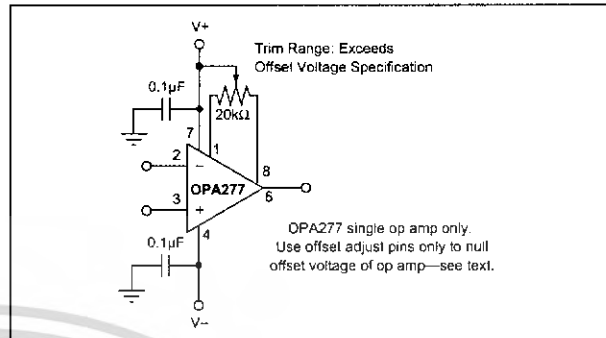 V+
Trim Range: Exceeds
Offset Voltage Specification
0.1µF
20kΩ
7
1
2
−
8
OPA277
6
3
+
4
OPA277 single op amp only.
Use offset adjust pins only to null
offset voltage of op amp—see text.
0.1µF
V−